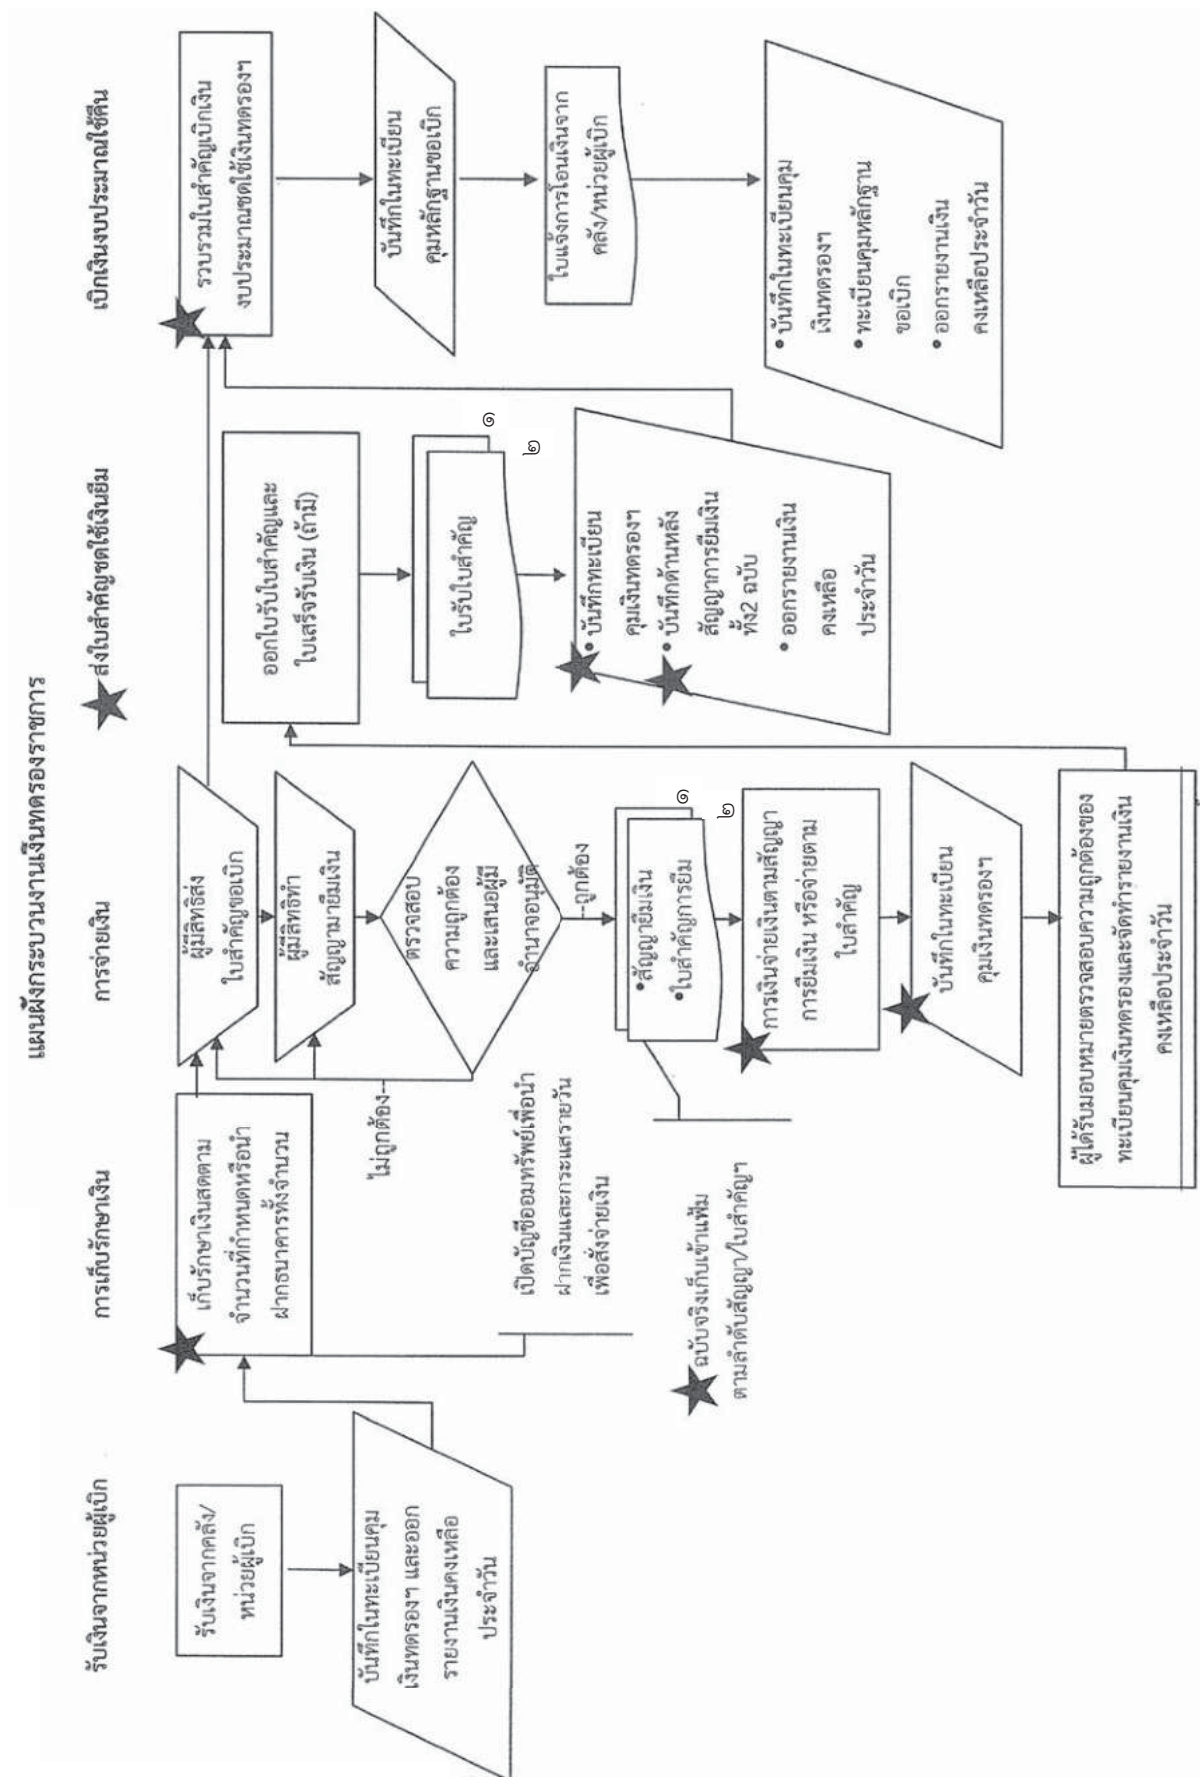 แผนผังกระบวนงานเงินทดรองราชการ
รับเงินจากหน่วยผู้เบิก
รับเงินจากคลัง/
หน่วยผู้เบิก
บันทึกในทะเบียนคุม
เงินทดรองฯ และออก
รายงานเงินคงเหลือ
ประจำวัน
การเก็บรักษาเงิน
เก็บรักษาเงินสดตาม
จำนวนที่กำหนดหรือนำ
ฝากธนาคารทั้งจำนวน
เปิดบัญชีออมทรัพย์เพื่อนำ
ฝากเงินและกระแสรายวัน
เพื่อสั่งจ่ายเงิน
ฉบับจริงเก็บเข้าแฟ้ม
ตามลำดับสัญญา/ใบสำคัญฯ
การจ่ายเงิน
ผู้มีสิทธิส่ง
ใบสำคัญขอเบิก
ผู้มีสิทธิทำ
สัญญามายืมเงิน
ตรวจสอบ
ความถูกต้อง
และเสนอผู้มี
อำนาจอนุมัติ
ไม่ถูกต้อง
ถูกต้อง
•สัญญายืมเงิน
•ใบสำคัญการยืม
๑
๒
การเงินจ่ายเงินตามสัญญา
การยืมเงิน หรือจ่ายตาม
ใบสำคัญ
บันทึกในทะเบียน
คุมเงินทดรองฯ
ผู้ได้รับมอบหมายตรวจสอบความถูกต้องของ
ทะเบียนคุมเงินทดรองและจัดทำรายงานเงิน
คงเหลือประจำวัน
ส่งใบสำคัญชดใช้เงินยืม
ออกใบรับใบสำคัญและ
ใบเสร็จรับเงิน (ถ้ามี)
ใบรับใบสำคัญ
๑
๒
• บันทึกทะเบียน
คุมเงินทดรองฯ
• บันทึกด้านหลัง
สัญญาการยืมเงิน
ทั้ง2 ฉบับ
• ออกรายงานเงิน
คงเหลือ
ประจำวัน
เบิกเงินงบประมาณใช้คืน
รวบรวมใบสำคัญเบิกเงิน
งบประมาณชดใช้เงินทดรองฯ
บันทึกในทะเบียน
คุมหลักฐานขอเบิก
ใบแจ้งการโอนเงินจาก
คลัง/หน่วยผู้เบิก
• บันทึกในทะเบียนคุม
เงินทดรองฯ
• ทะเบียนคุมหลักฐาน
ขอเบิก
• ออกรายงานเงิน
คงเหลือประจำวัน